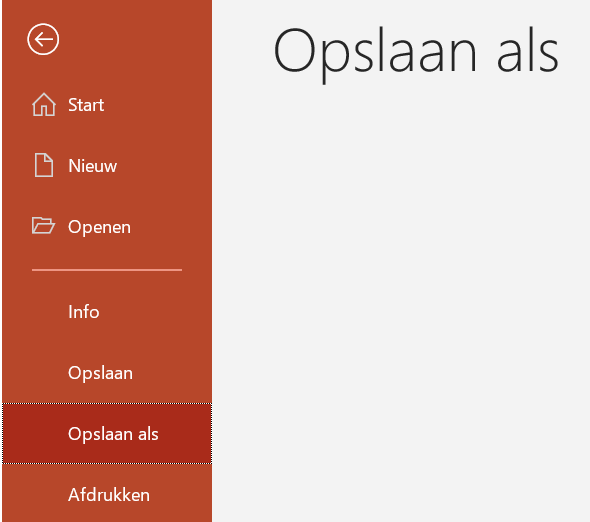 Opslaan als
Start
Nieuw
Openen
Info
Opslaan
Opslaan als
Afdrukken